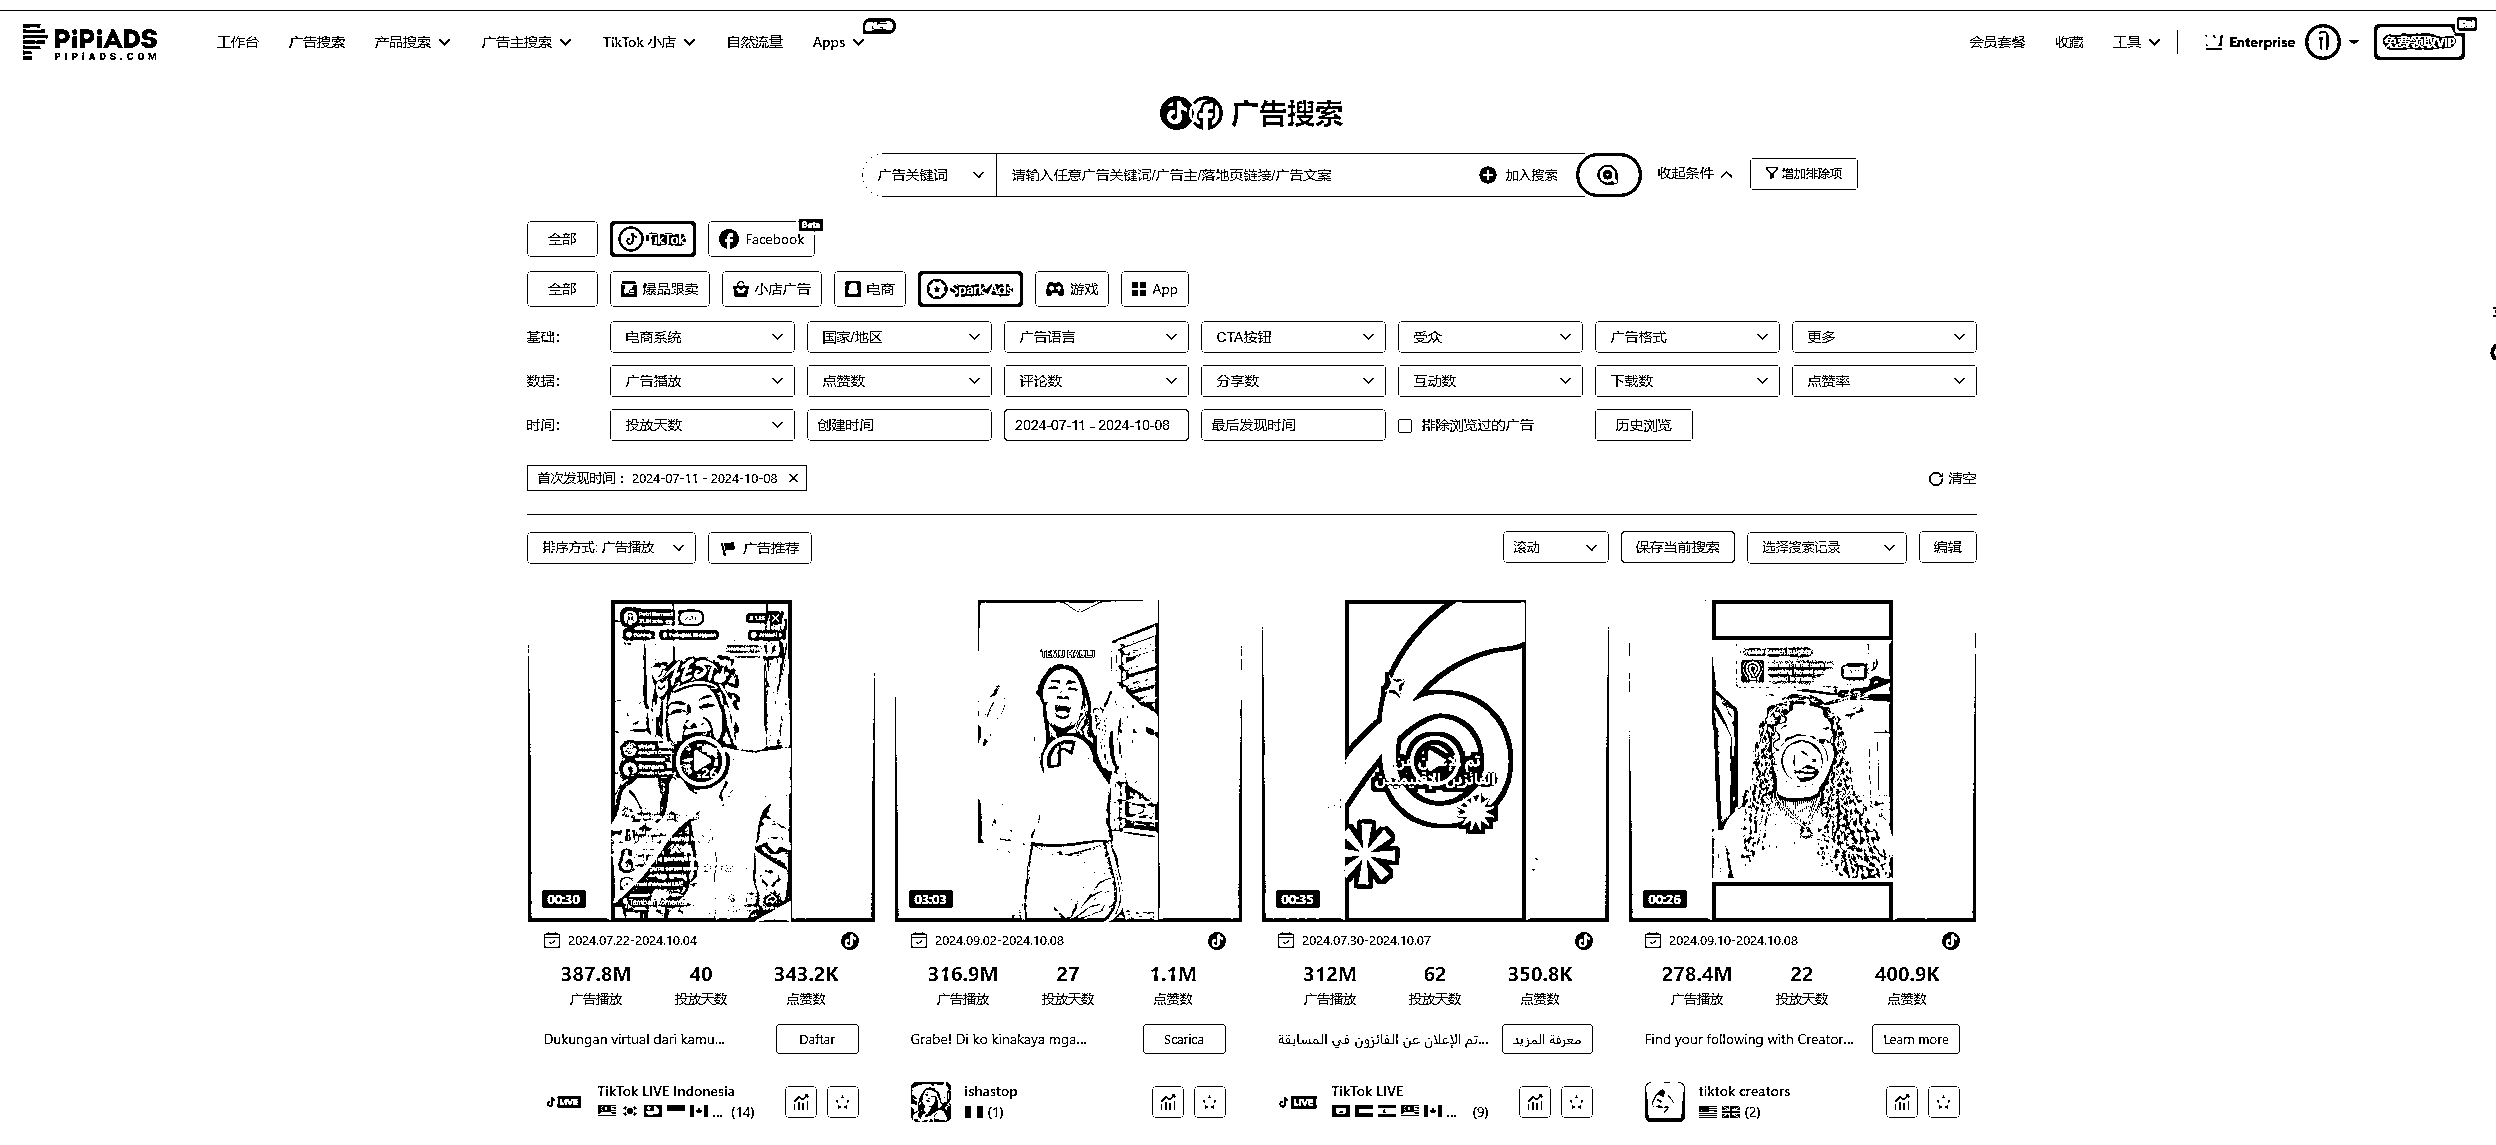 PiPiADS
PIPIADS.COM
工作台
广告搜索
产品搜索
广告主搜索
TikTok 小店
自然流量
Apps
会员套餐
收藏
工具
Enterprise
免费领取VIP
广告搜索
广告关键词
请输入任意广告关键词/广告主/落地页链接/广告文案
加入搜索
收起条件
增加排除项
全部
TikTok
Facebook
Beta
全部
爆品跟卖
小店广告
电商
Spark Ads
游戏
App
基础:
电商系统
国家/地区
广告语言
CTA按钮
受众
广告格式
更多
数据:
广告播放
点赞数
评论数
分享数
互动数
下载数
点赞率
时间:
投放天数
创建时间
2024-07-11 - 2024-10-08
最后发现时间
排除浏览过的广告
历史浏览
首次发现时间： 2024-07-11 - 2024-10-08
清空
排序方式: 广告播放
广告推荐
滚动
保存当前搜索
选择搜索记录
编辑
00:30
2024.07.22-2024.10.04
387.8M
40
343.2K
广告播放
投放天数
点赞数
Dukungan virtual dari kamu...
Daftar
LIVE
TikTok LIVE Indonesia
... (14)
03:03
2024.09.02-2024.10.08
316.9M
27
1.1M
广告播放
投放天数
点赞数
Grabe! Di ko kinakaya mga...
Scarica
ishastop
(1)
00:35
2024.07.30-2024.10.07
312M
62
350.8K
广告播放
投放天数
点赞数
تم الإعلان عن الفائزون في المسابقة...
معرفة المزيد
LIVE
TikTok LIVE
... (9)
00:26
2024.09.10-2024.10.08
278.4M
22
400.9K
广告播放
投放天数
点赞数
Find your following with Creator...
Learn more
tiktok creators
(2)